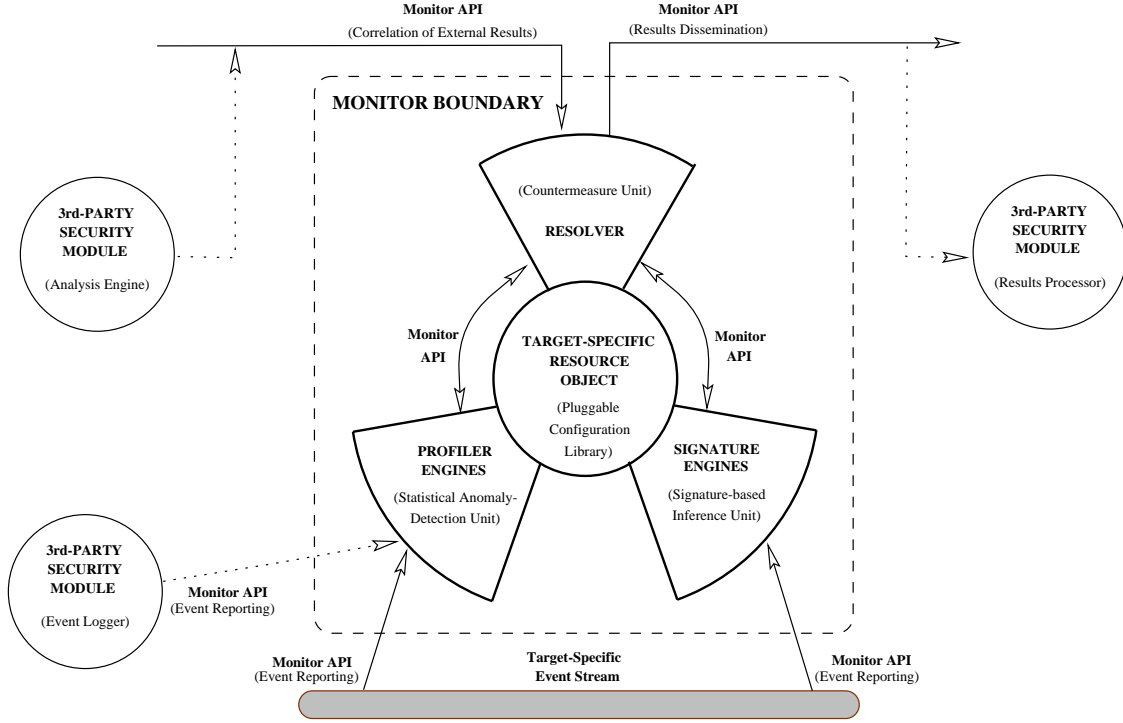 Monitor API
(Correlation of External Results)
Monitor API
(Results Dissemination)
MONITOR BOUNDARY
(Countermeasure Unit)
RESOLVER
3rd-PARTY
SECURITY
MODULE
(Analysis Engine)
3rd-PARTY
SECURITY
MODULE
(Results Processor)
Monitor
API
TARGET-SPECIFIC
RESOURCE
OBJECT
(Pluggable
Configuration
Library)
Monitor
API
PROFILER
ENGINES
(Statistical Anomaly-
Detection Unit)
SIGNATURE
ENGINES
(Signature-based
Inference Unit)
3rd-PARTY
SECURITY
MODULE
(Event Logger)
Monitor API
(Event Reporting)
Monitor API
(Event Reporting)
Target-Specific
Event Stream
Monitor API
(Event Reporting)